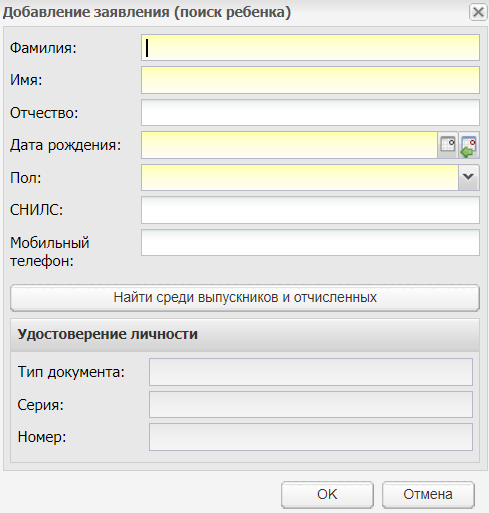 Добавление заявления (поиск ребенка)
Фамилия:
Имя:
Отчество:
Дата рождения:
Пол:
СНИЛС:
Мобильный
телефон:
Найти среди выпускников и отчисленных
Удостоверение личности
Тип документа:
Серия:
Номер:
OK Отмена